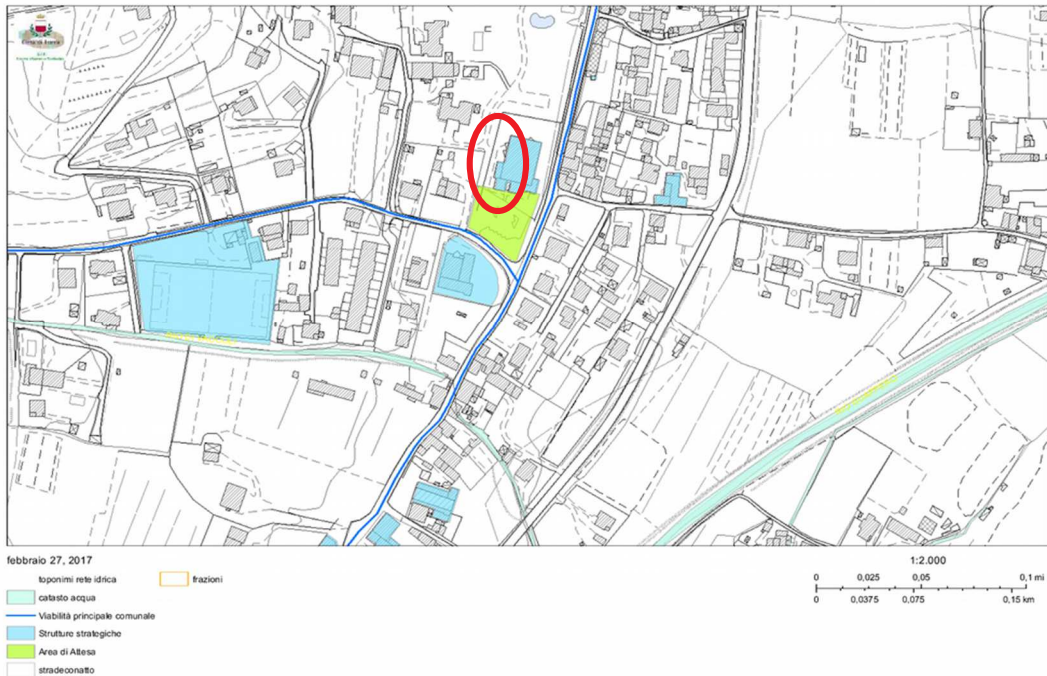 febbraio 27, 2017
1:2.000
toponimi rete idrica
frazioni
catasto acqua
Viabilità principale comunale
Strutture strategiche
Area di Attesa
stradeconatto
0 0,025 0,05 0,1 mi
0 0,0375 0,075 0,15 km